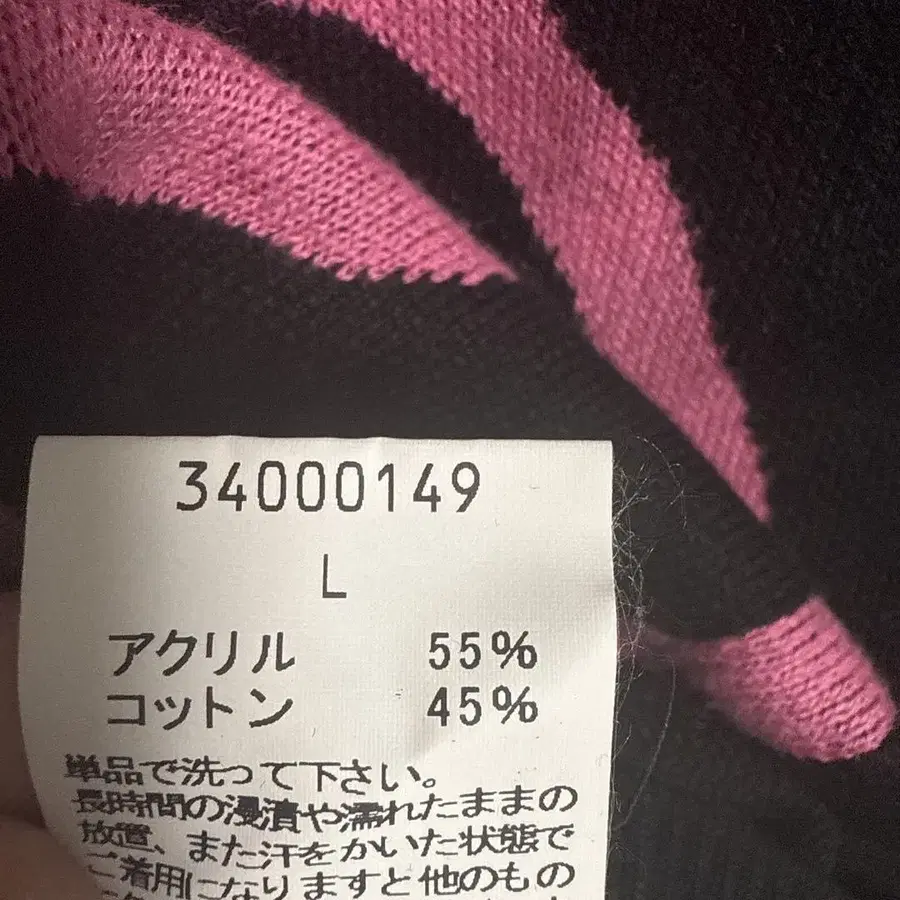 34000149
L
アクリル 55%
コットン 45%
単品で洗って下さい。
長時間の浸漬や濡れたままの
放置、また汗をかいた状態で
ご着用になりますと他のもの